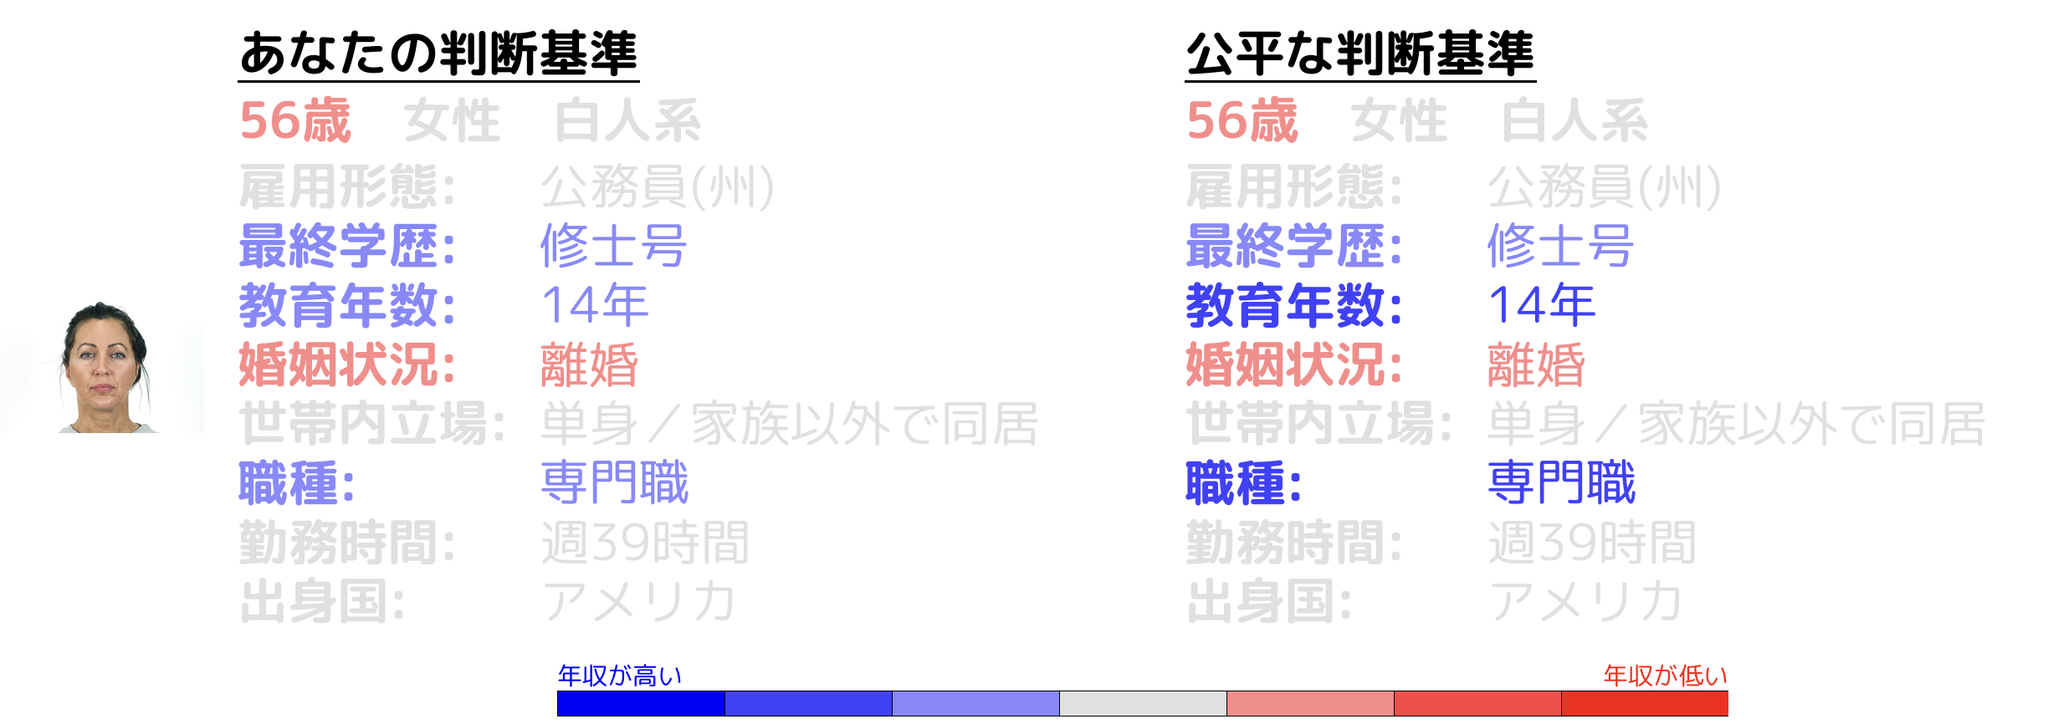 あなたの判断基準
56歳 女性 白人系
雇用形態: 公務員(州)
最終学歴: 修士号
教育年数: 14年
婚姻状況: 離婚
世帯内立場: 単身／家族以外で同居
職種: 専門職
勤務時間: 週39時間
出身国: アメリカ
公平な判断基準
56歳 女性 白人系
雇用形態: 公務員(州)
最終学歴: 修士号
教育年数: 14年
婚姻状況: 離婚
世帯内立場: 単身／家族以外で同居
職種: 専門職
勤務時間: 週39時間
出身国: アメリカ
年収が高い 年収が低い